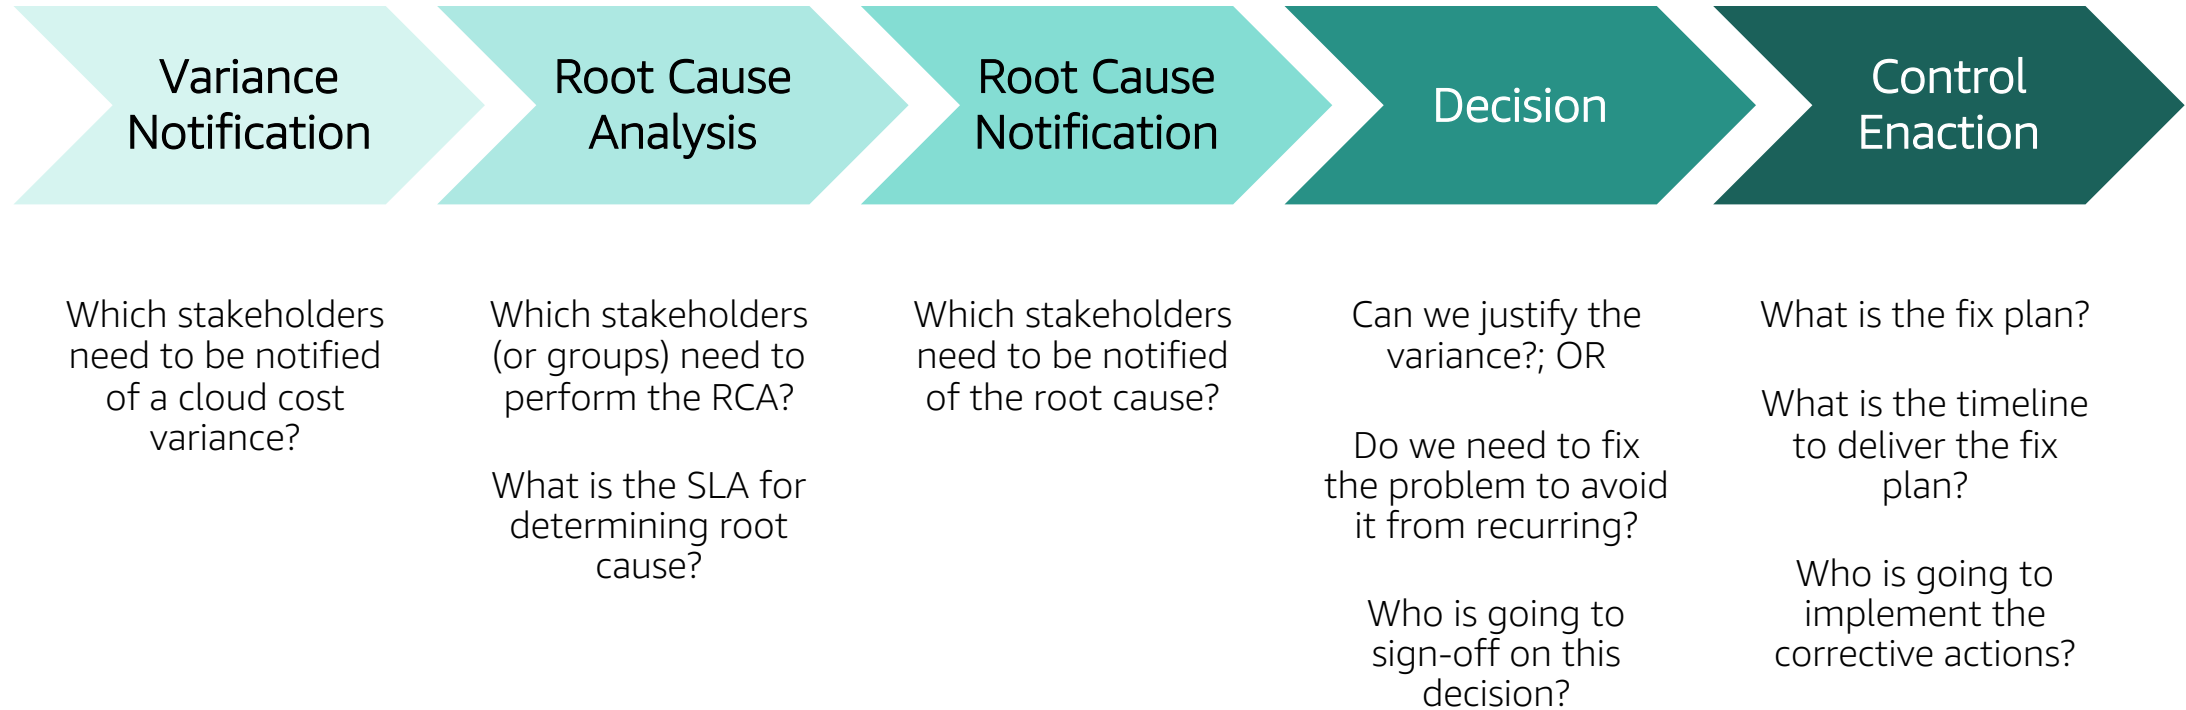 Variance
Notification
Root Cause
Analysis
Root Cause
Notification
Decision
Control
Enaction
Which stakeholders
need to be notified
of a cloud cost
variance?
Which stakeholders
(or groups) need to
perform the RCA?
What is the SLA for
determining root
cause?
Which stakeholders
need to be notified
of the root cause?
Can we justify the
variance?; OR
Do we need to fix
the problem to avoid
it from recurring?
Who is going to
sign-off on this
decision?
What is the fix plan?
What is the timeline
to deliver the fix
plan?
Who is going to
implement the
corrective actions?